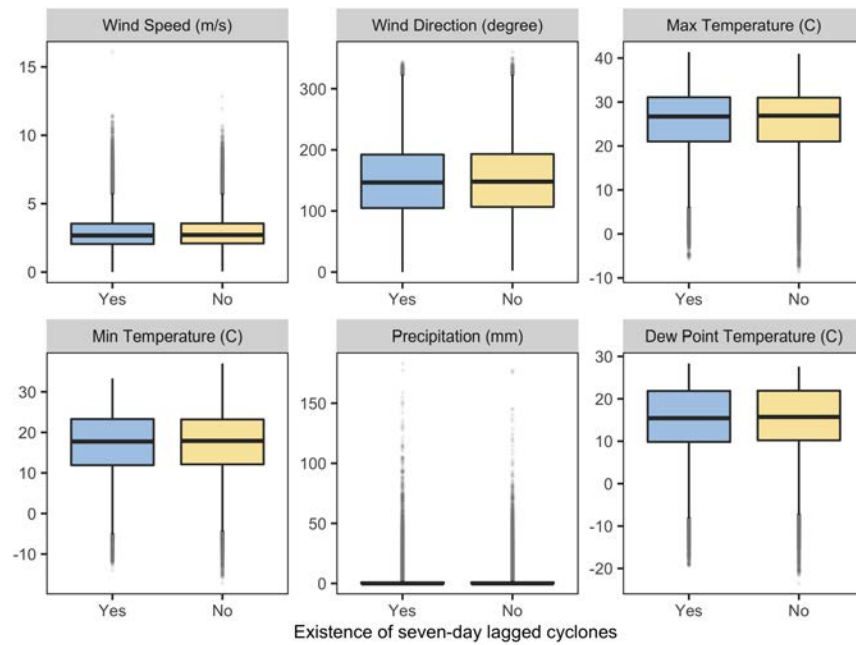 Wind Speed (m/s)
Wind Direction (degree)
Max Temperature (C)
15
10
5
0
Yes
No
300
200
100
0
Yes
No
40
30
20
10
0
-10
Yes
No
Min Temperature (C)
Precipitation (mm)
Dew Point Temperature (C)
30
20
10
0
-10
Yes
No
150
100
50
0
Yes
No
30
20
10
0
-10
-20
Yes
No
Existence of seven-day lagged cyclones